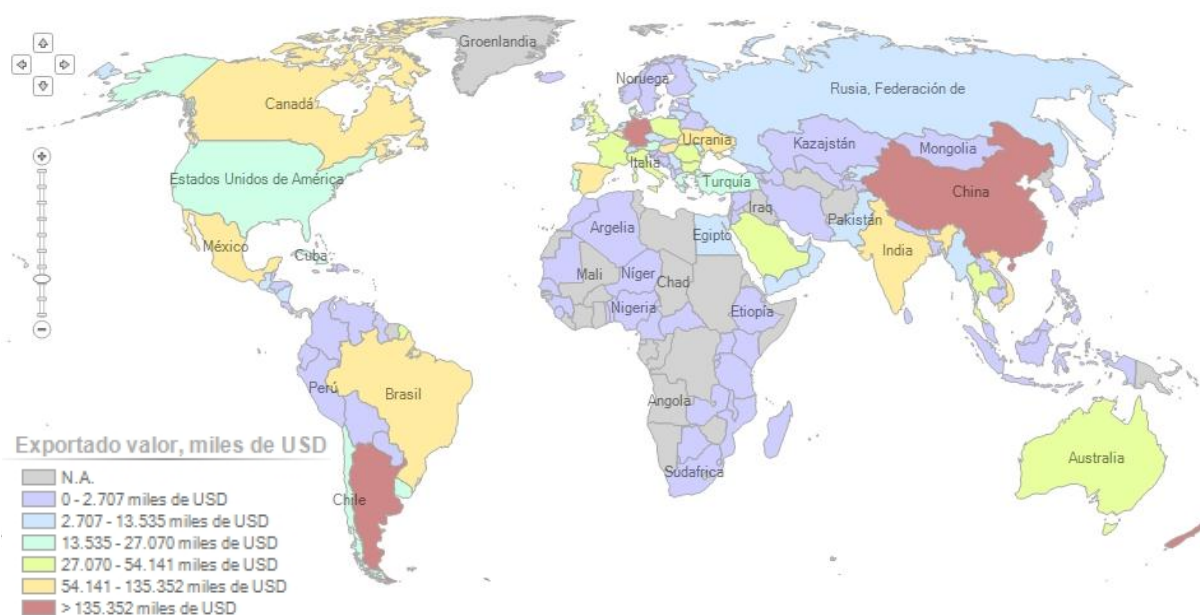 Groenlandia
Noruega
Rusia, Federación de
Canadá
Ucrania
Kazajstán
Mongolia
Italia
Estados Unidos de América
Turquía
China
Iraq
Pakistán
Argelia
Egipto
México
Cuba
India
Mali
Níger
Chad
Nigeria
Etiopía
Perú
Brasil
Angola
Australia
Sudafrica
Chile
Exportado valor, miles de USD
N.A.
0 - 2.707 miles de USD
2.707 - 13.535 miles de USD
13.535 - 27.070 miles de USD
27.070 - 54.141 miles de USD
54.141 - 135.352 miles de USD
> 135.352 miles de USD